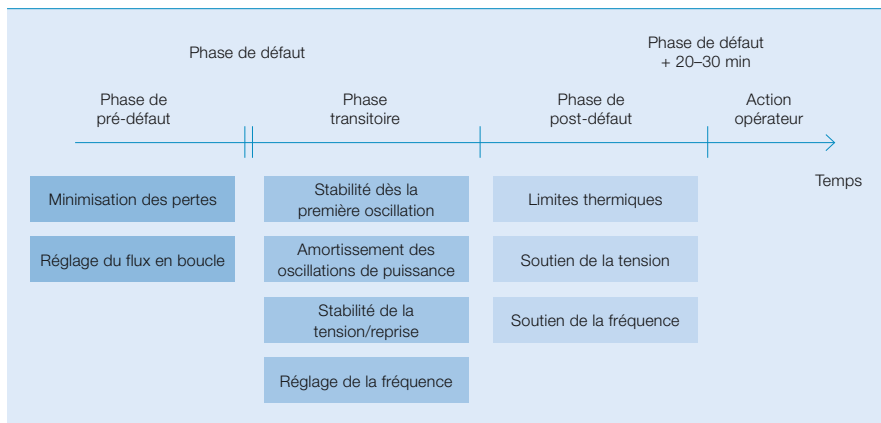 Phase de défaut
Phase de défaut
+ 20–30 min
Phase de
pré-défaut
Phase
transitoire
Phase de
post-défaut
Action
opérateur
Temps
Minimisation des pertes
Réglage du flux en boucle
Stabilité dès la
première oscillation
Amortissement des
oscillations de puissance
Stabilité de la
tension/reprise
Réglage de la fréquence
Limites thermiques
Soutien de la tension
Soutien de la fréquence